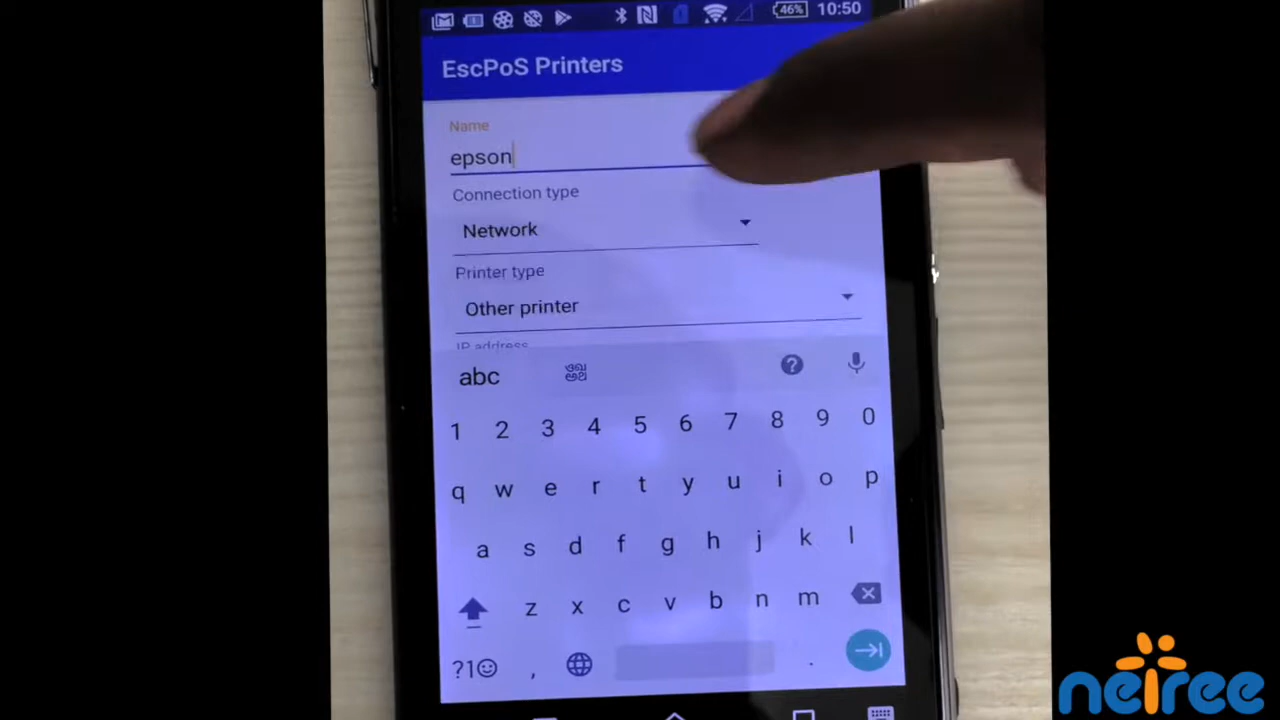 46% 10:50
EscPoS Printers
Name
epson
Connection type
Network
Printer type
Other printer
IP address
abc
1 2 3 4 5 6 7 8 9 0
q w e r t y u i o p
a s d f g h j k l
z x c v b n m
?1 , .
neiree